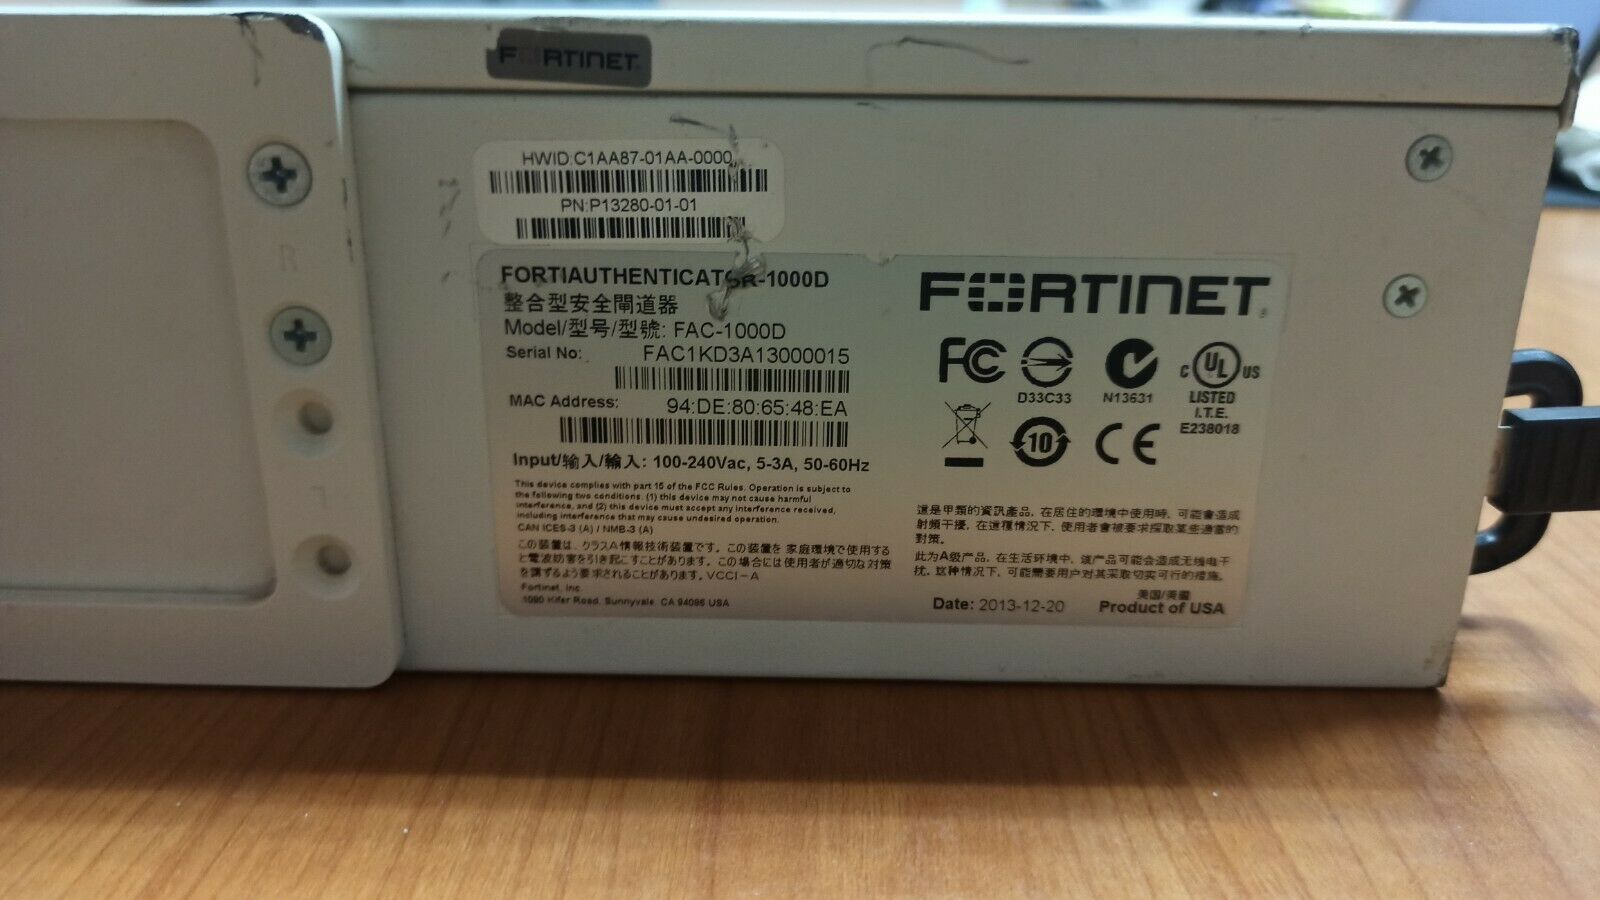 FORTINET
HWID:C1AA87-01AA-0000
PN:P13280-01-01
FORTIAUTHENTICATOR-1000D
整合型安全閘道器
Model/型号/型號: FAC-1000D
Serial No: FAC1KD3A13000015
MAC Address: 94:DE:80:65:48:EA
Input/输入/輸入: 100-240Vac, 5-3A, 50-60Hz
This device complies with part 15 of the FCC Rules. Operation is subject to
the following two conditions. (1) this device may not cause harmful
interference, and (2) this device must accept any interference received,
including interference that may cause undesired operation.
CAN ICES-3 (A) / NMB-3 (A)
この装置は、クラスA情報技術装置です。この装置を家庭環境で使用する
と電波妨害を引き起こすことがあります。この場合には使用者が適切な対策
を講ずるよう要求されることがあります。VCCI-A
Fortinet, Inc.
1090 Kifer Road, Sunnyvale, CA 94086 USA
FORTINET
FC
D33C33
N13631
C UL US
LISTED
I.T.E.
E238018
10
CE
這是甲類的資訊產品，在居住的環境中使用時，可能會造成
射頻干擾，在這種情況下，使用者會被要求採取某些適當的
對策。
此为A级产品，在生活环境中，该产品可能会造成无线电干
扰，这种情况下，可能需要用户对其采取切实可行的措施。
美国/美國
Date: 2013-12-20 Product of USA
R
L